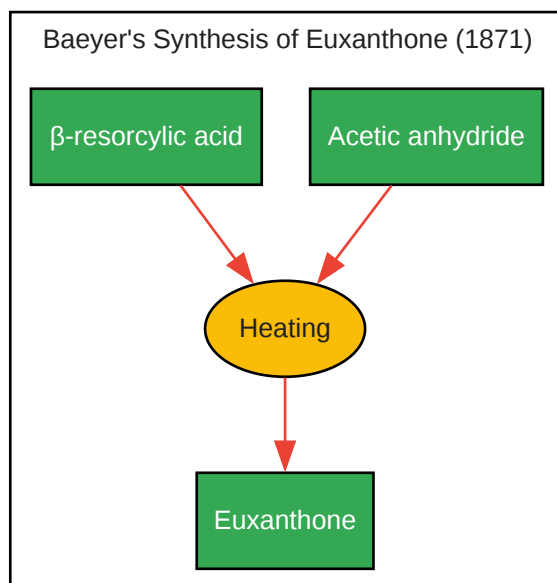 Baeyer's Synthesis of Euxanthone (1871)
β-resorcylic acid
Acetic anhydride
Heating
Euxanthone